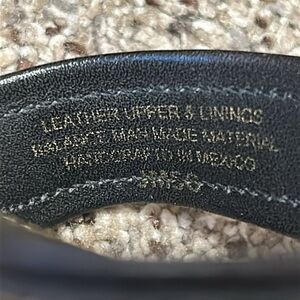 LEATHER UPPER & LININGS
BALANCE MAN MADE MATERIAL
HANDCRAFTED IN MEXICO